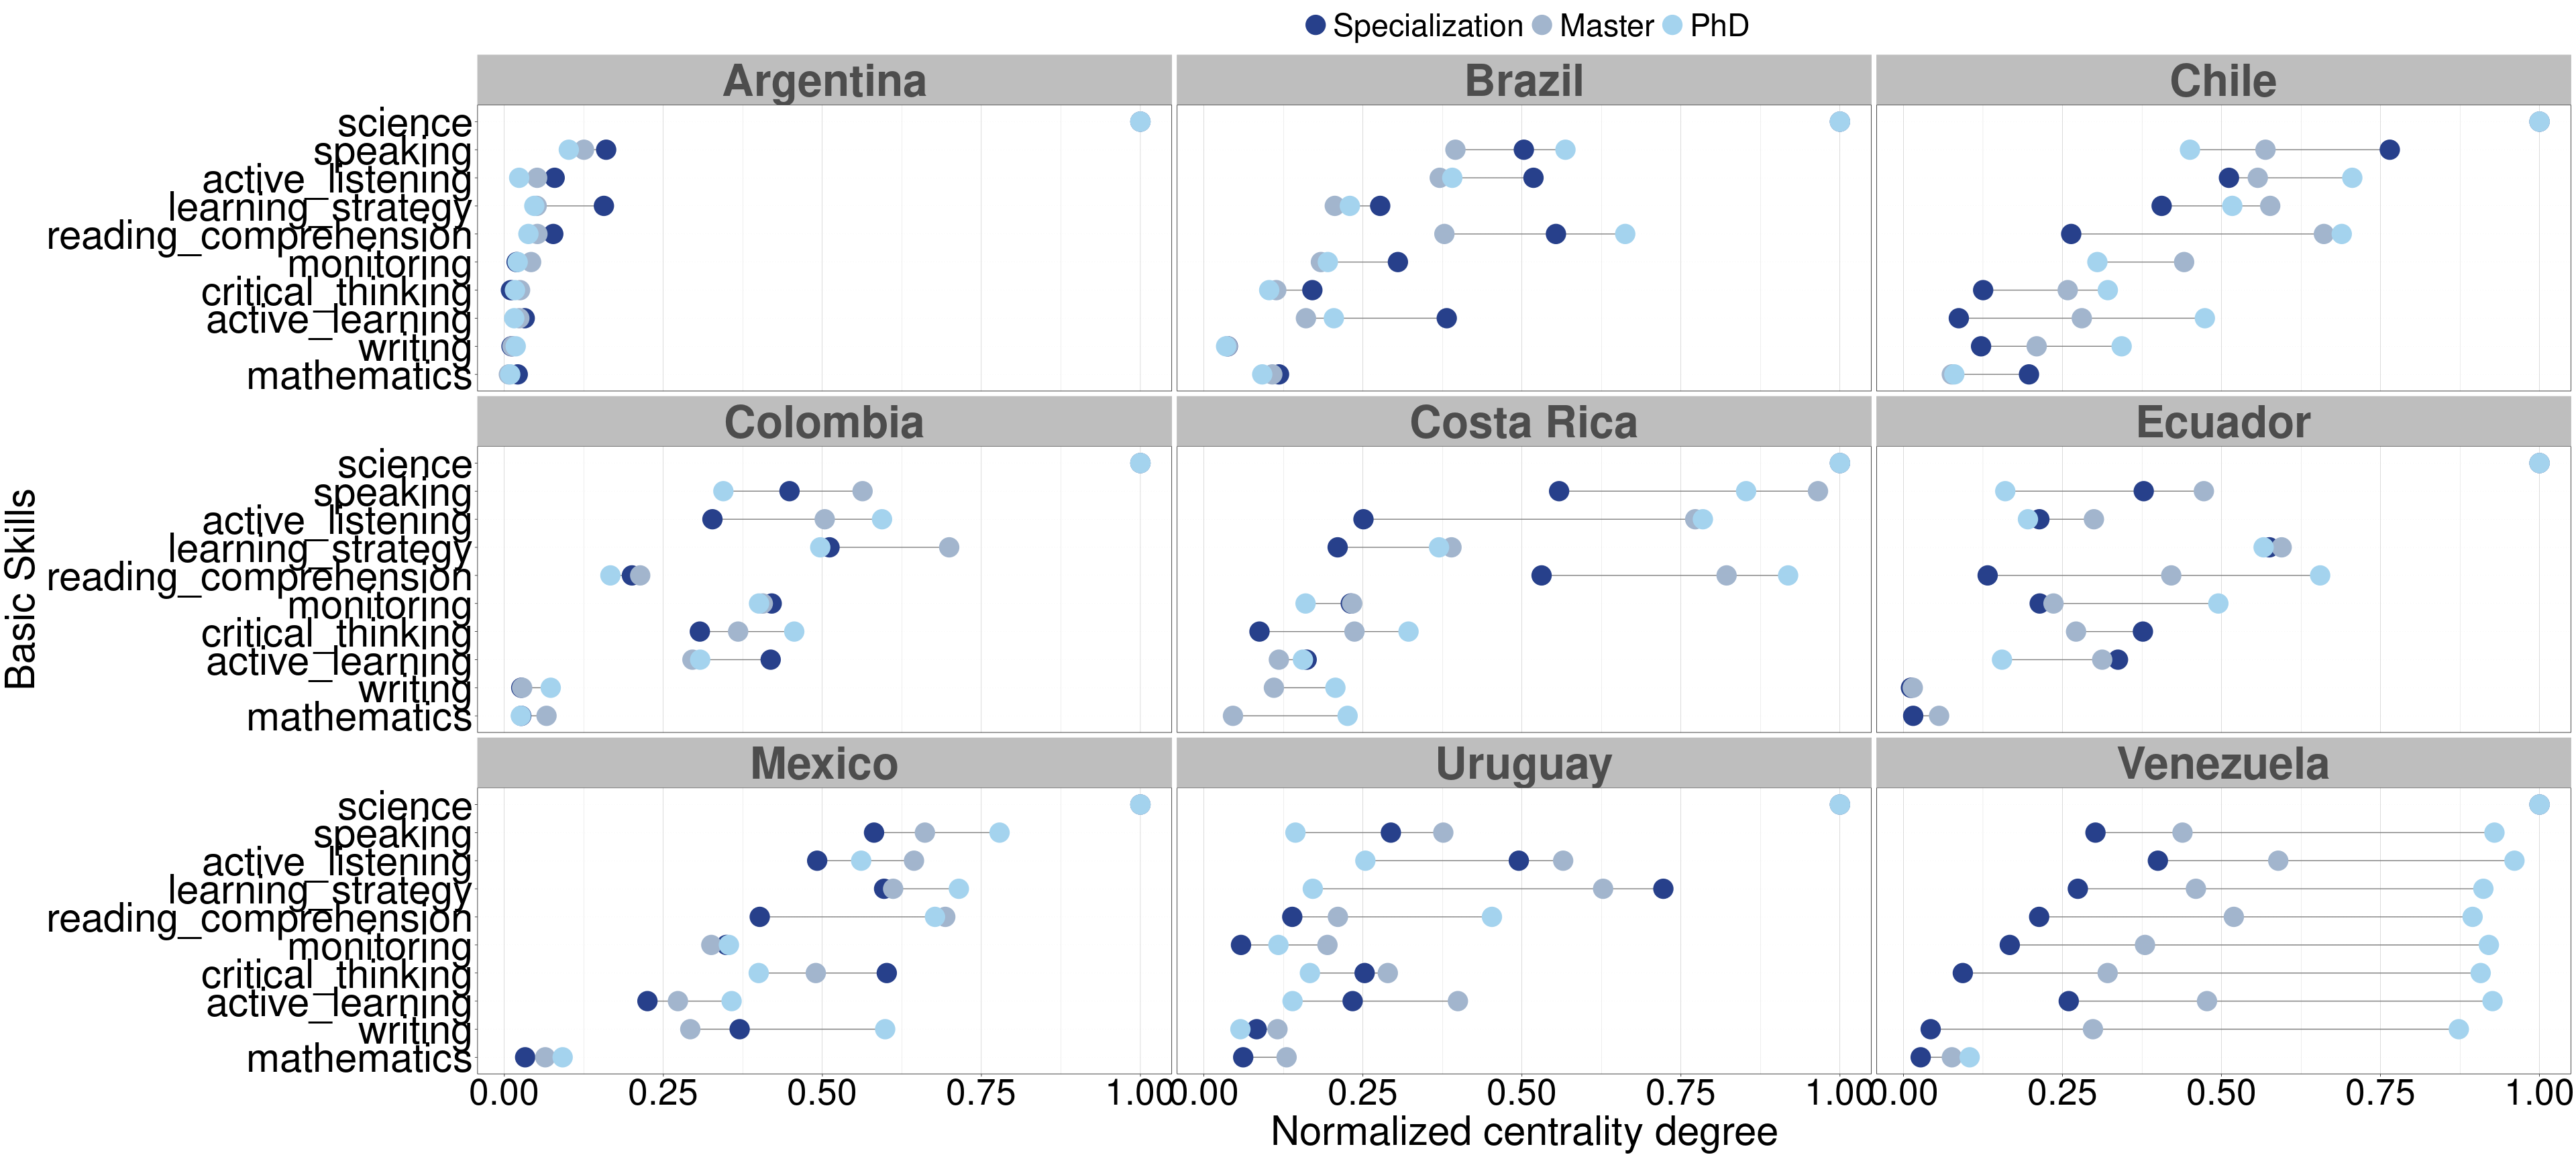 Specialization Master PhD
Argentina Brazil Chile
science
speaking
active_listening
learning_strategy
reading_comprehension
monitoring
critical_thinking
active_learning
writing
mathematics
Colombia Costa Rica Ecuador
science
speaking
active_listening
learning_strategy
reading_comprehension
monitoring
critical_thinking
active_learning
writing
mathematics
Basic Skills
Mexico Uruguay Venezuela
science
speaking
active_listening
learning_strategy
reading_comprehension
monitoring
critical_thinking
active_learning
writing
mathematics
0.00 0.25 0.50 0.75 1.00 0.00 0.25 0.50 0.75 1.00 0.00 0.25 0.50 0.75 1.00
Normalized centrality degree